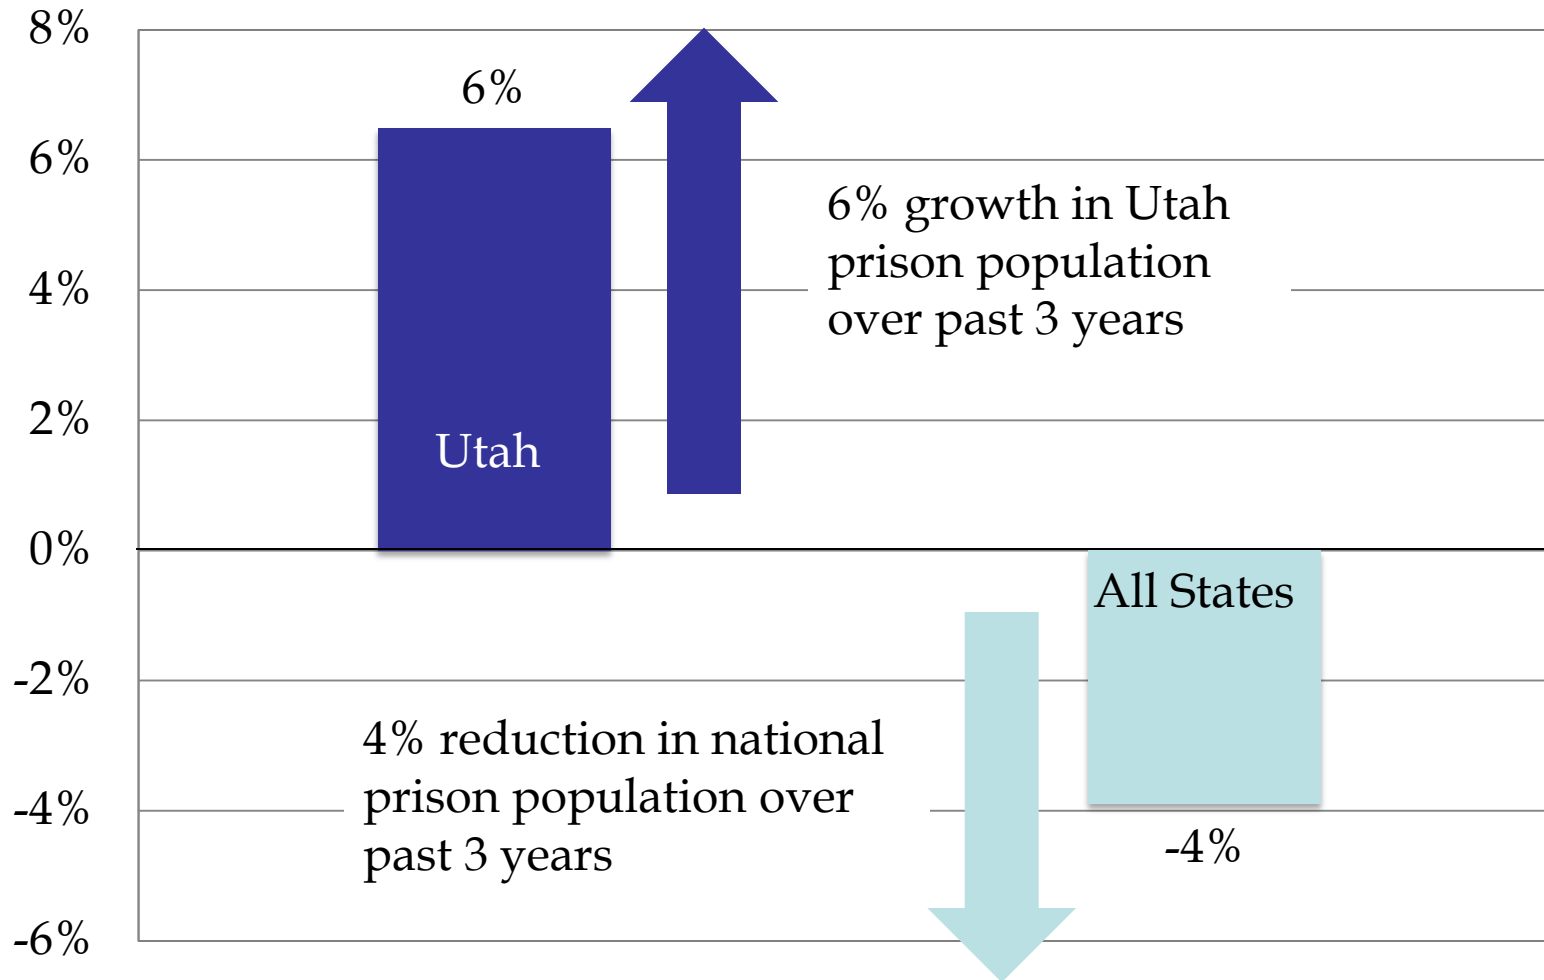 8%
6%
6%
6% growth in Utah
prison population
over past 3 years
4%
2%
Utah
0%
All States
-2%
4% reduction in national
prison population over
past 3 years
-4%
-4%
-6%